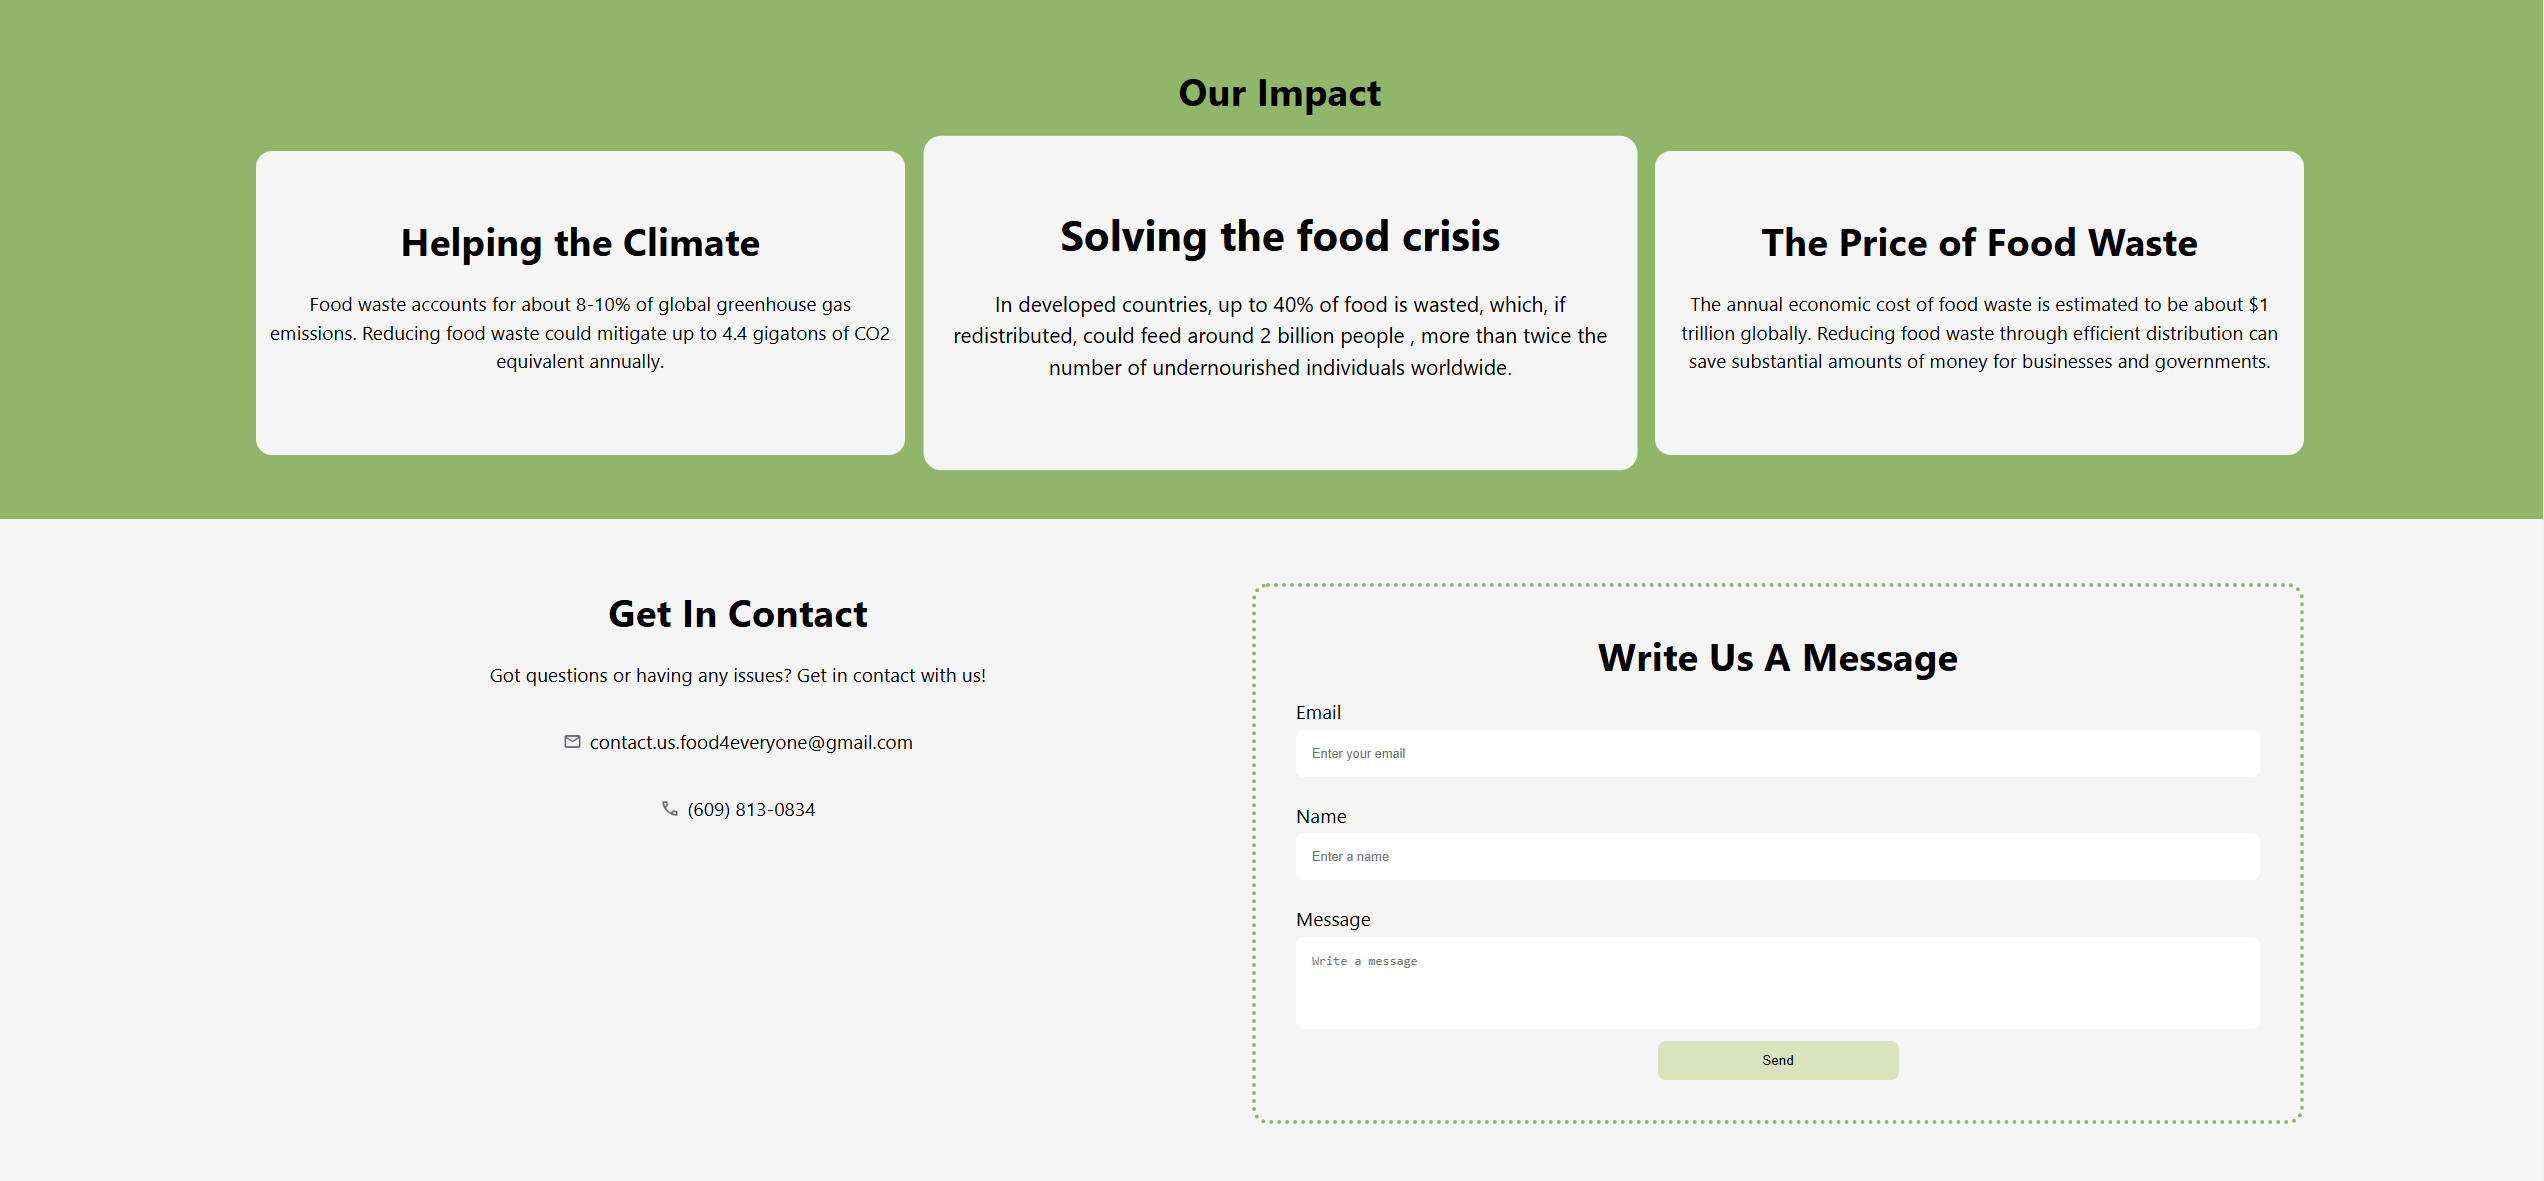 Our Impact
Helping the Climate
Food waste accounts for about 8-10% of global greenhouse gas
emissions. Reducing food waste could mitigate up to 4.4 gigatons of CO2
equivalent annually.
Solving the food crisis
In developed countries, up to 40% of food is wasted, which, if
redistributed, could feed around 2 billion people , more than twice the
number of undernourished individuals worldwide.
The Price of Food Waste
The annual economic cost of food waste is estimated to be about $1
trillion globally. Reducing food waste through efficient distribution can
save substantial amounts of money for businesses and governments.
Get In Contact
Got questions or having any issues? Get in contact with us!
contact.us.food4everyone@gmail.com
(609) 813-0834
Write Us A Message
Email
Enter your email
Name
Enter a name
Message
Write a message
Send